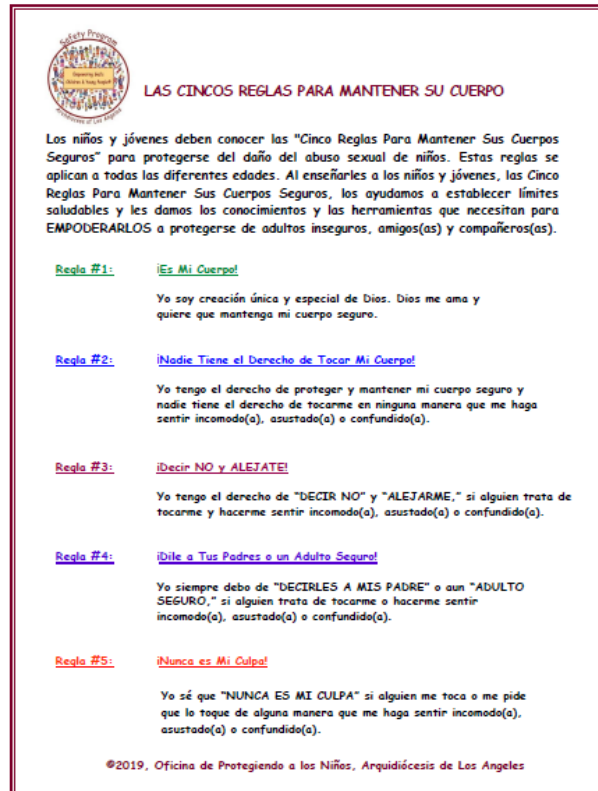 Safety Program
Empowering God's
Children & Young People®
Archdiocese of Los Angeles
LAS CINCOS REGLAS PARA MANTENER SU CUERPO
Los niños y jóvenes deben conocer las "Cinco Reglas Para Mantener Sus Cuerpos
Seguros" para protegerse del daño del abuso sexual de niños. Estas reglas se
aplican a todas las diferentes edades. Al enseñarles a los niños y jóvenes, las Cinco
Reglas Para Mantener Sus Cuerpos Seguros, los ayudamos a establecer límites
saludables y les damos los conocimientos y las herramientas que necesitan para
EMPODERARLOS a protegerse de adultos inseguros, amigos(as) y compañeros(as).
Regla #1: ¡Es Mi Cuerpo!
Yo soy creación única y especial de Dios. Dios me ama y
quiere que mantenga mi cuerpo seguro.
Regla #2: ¡Nadie Tiene el Derecho de Tocar Mi Cuerpo!
Yo tengo el derecho de proteger y mantener mi cuerpo seguro y
nadie tiene el derecho de tocarme en ninguna manera que me haga
sentir incomodo(a), asustado(a) o confundido(a).
Regla #3: ¡Decir NO y ALEJATE!
Yo tengo el derecho de "DECIR NO" y "ALEJARME," si alguien trata de
tocarme y hacerme sentir incomodo(a), asustado(a) o confundido(a).
Regla #4: ¡Dile a Tus Padres o un Adulto Seguro!
Yo siempre debo de "DECIRLES A MIS PADRE" o aun "ADULTO
SEGURO," si alguien trata de tocarme o hacerme sentir
incomodo(a), asustado(a) o confundido(a).
Regla #5: ¡Nunca es Mi Culpa!
Yo sé que "NUNCA ES MI CULPA" si alguien me toca o me pide
que lo toque de alguna manera que me haga sentir incomodo(a),
asustado(a) o confundido(a).
©2019, Oficina de Protegiendo a los Niños, Arquidiócesis de Los Angeles